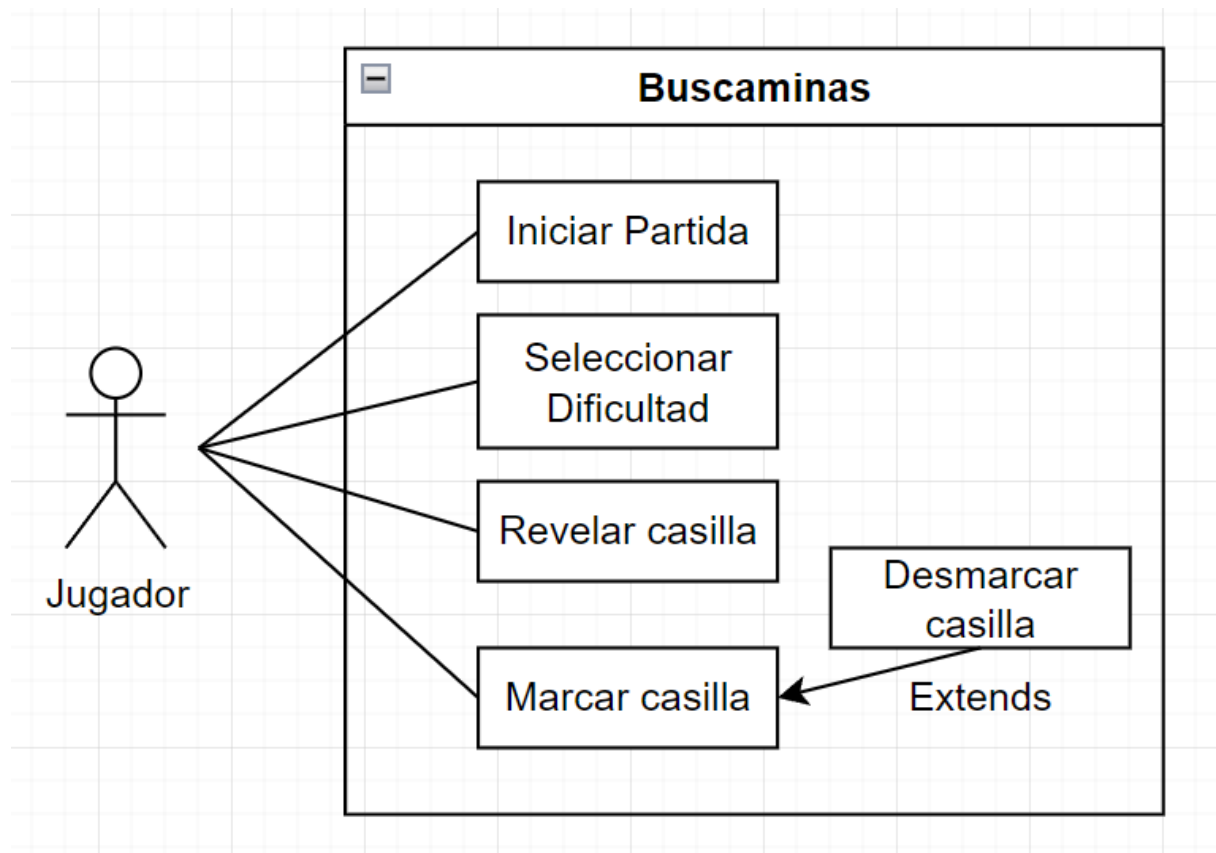 Buscaminas
Iniciar Partida
Seleccionar
Dificultad
Revelar casilla
Desmarcar
casilla
Jugador
Marcar casilla
Extends